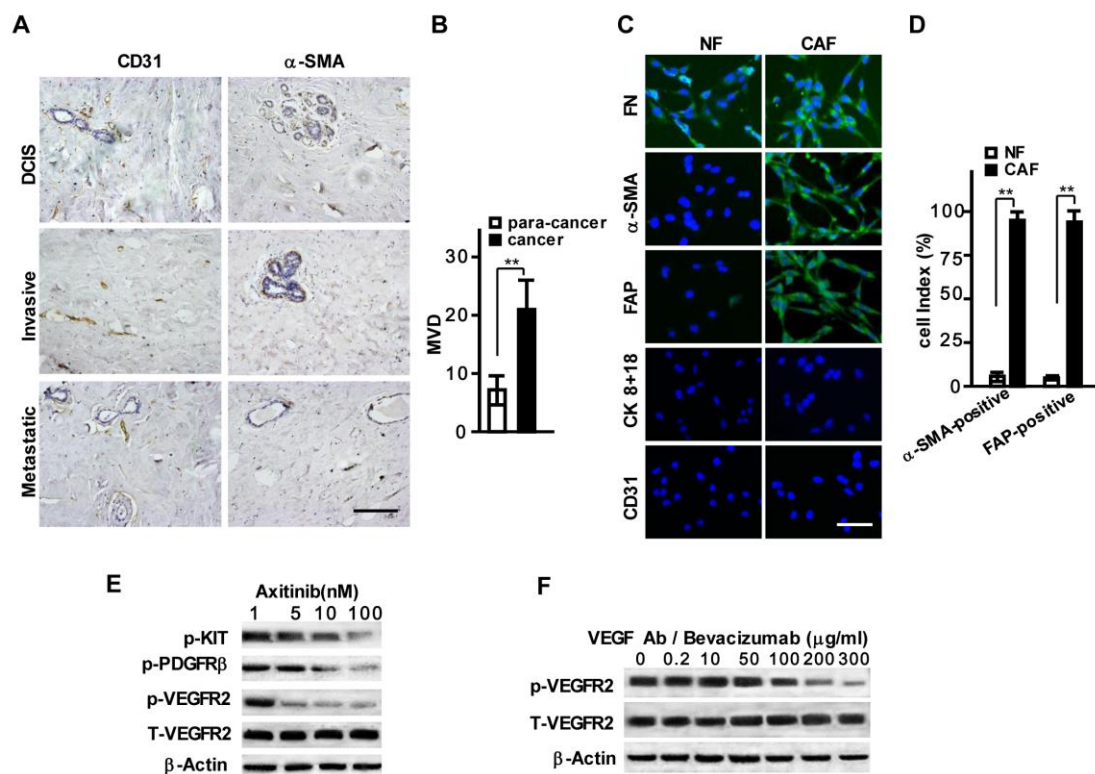 A
CD31
α-SMA
DCIS
Invasive
Metastatic
B
para-cancer
cancer
**
30
20
10
0
MVD
C
NF
CAF
FN
α-SMA
FAP
CK 8+18
CD31
D
NF
CAF
**
**
100
75
50
25
0
cell Index (%)
α-SMA-positive
FAP-positive
E
Axitinib(nM)
1 5 10 100
p-KIT
p-PDGFRβ
p-VEGFR2
T-VEGFR2
β-Actin
F
VEGF Ab / Bevacizumab (μg/ml)
0 0.2 10 50 100 200 300
p-VEGFR2
T-VEGFR2
β-Actin